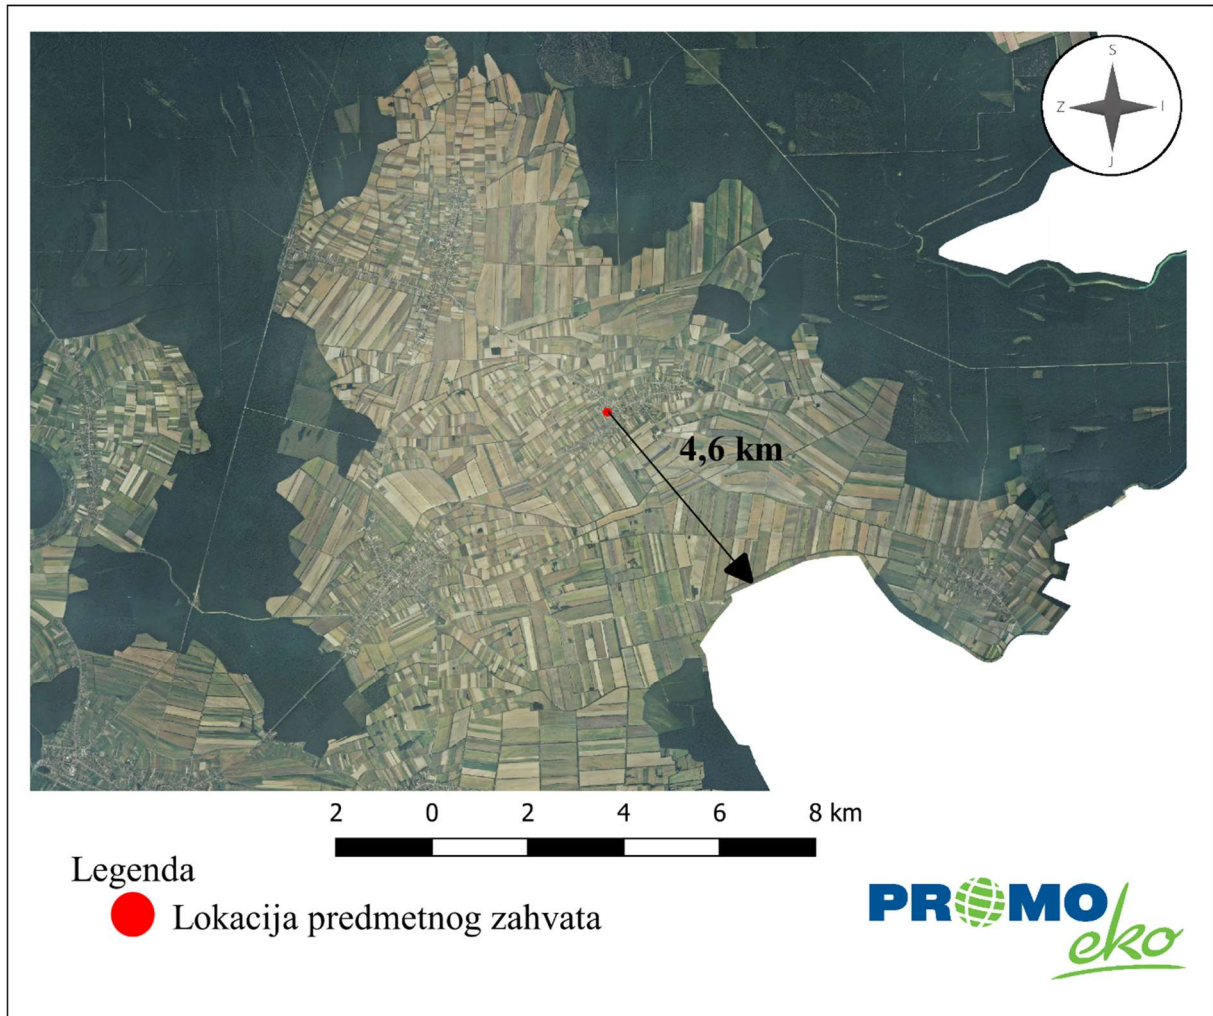 S
Z I
J
4,6 km
2 0 2 4 6 8 km
Legenda
Lokacija predmetnog zahvata
PROMO
eko